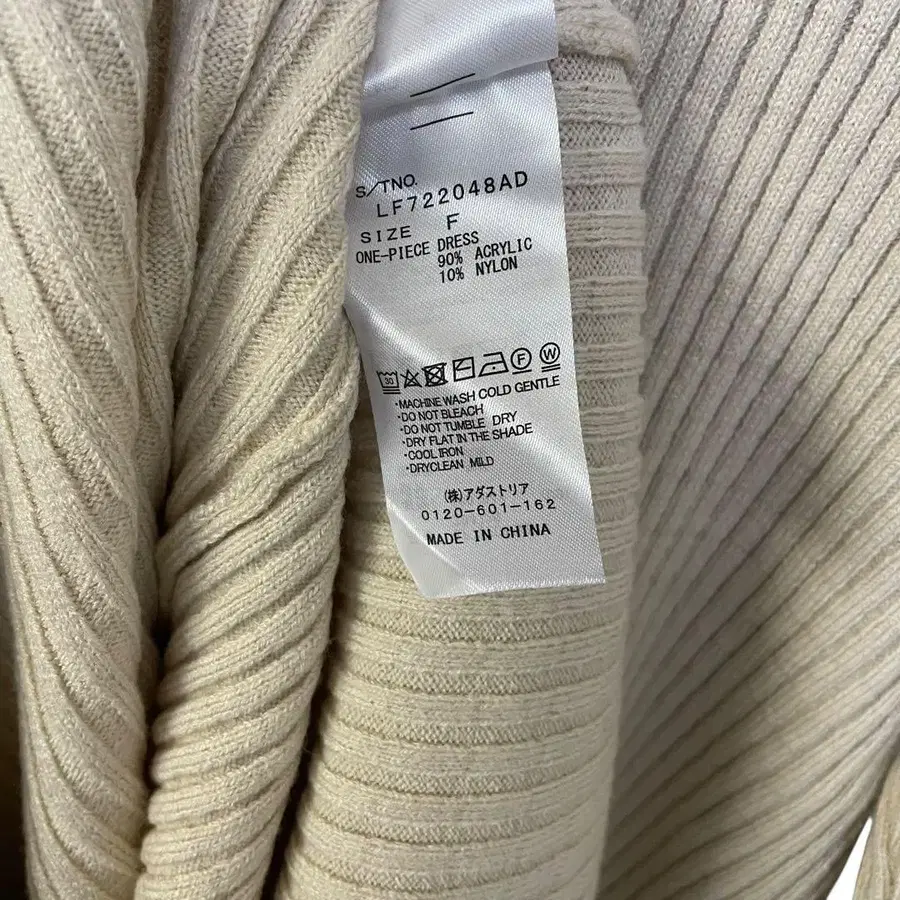 S/TNO.
LF722048AD
SIZE F
ONE-PIECE DRESS
90% ACRYLIC
10% NYLON
30 F W
・MACHINE WASH COLD GENTLE
・DO NOT BLEACH
・DO NOT TUMBLE DRY
・DRY FLAT IN THE SHADE
・COOL IRON
・DRYCLEAN MILD
(株)アダストリア
0120-601-162
MADE IN CHINA